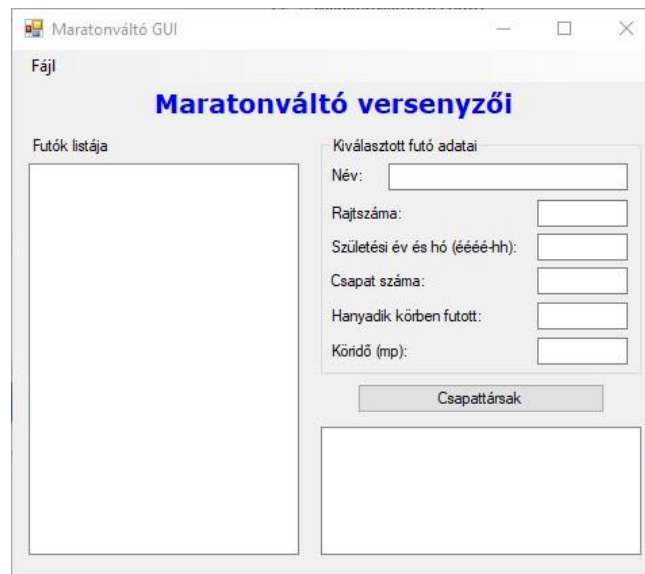 Maratonváltó GUI
Fájl
Maratonváltó versenyzői
Futók listája
Kiválasztott futó adatai
Név:
Rajtszáma:
Születési év és hó (éééé-hh):
Csapat száma:
Hanyadik körben futott:
Köridő (mp):
Csapattársak